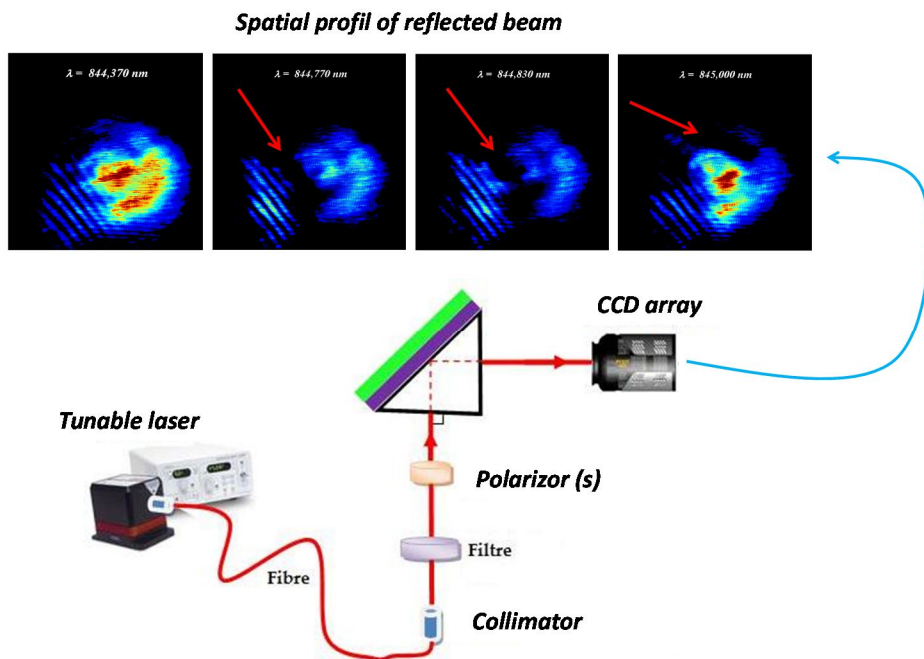 Spatial profil of reflected beam
λ = 844,370 nm
λ = 844,770 nm
λ = 844,830 nm
λ = 845,000 nm
CCD array
Tunable laser
Polarizor (s)
Filtre
Fibre
Collimator